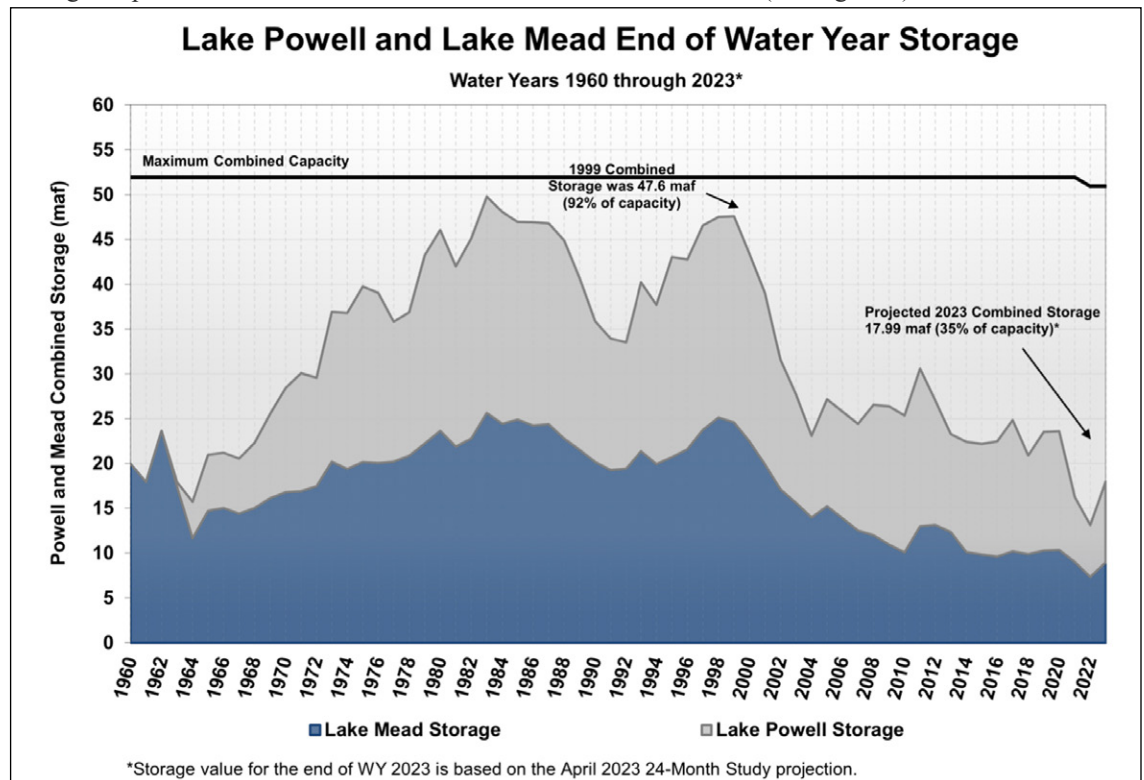 Lake Powell and Lake Mead End of Water Year Storage
Water Years 1960 through 2023*
Powell and Mead Combined Storage (maf)
60
55
50
45
40
35
30
25
20
15
10
5
0
Maximum Combined Capacity
1999 Combined
Storage was 47.6 maf
(92% of capacity)
Projected 2023 Combined Storage
17.99 maf (35% of capacity)*
1960 1962 1964 1966 1968 1970 1972 1974 1976 1978 1980 1982 1984 1986 1988 1990 1992 1994 1996 1998 2000 2002 2004 2006 2008 2010 2012 2014 2016 2018 2020 2022
Lake Mead Storage Lake Powell Storage
*Storage value for the end of WY 2023 is based on the April 2023 24-Month Study projection.